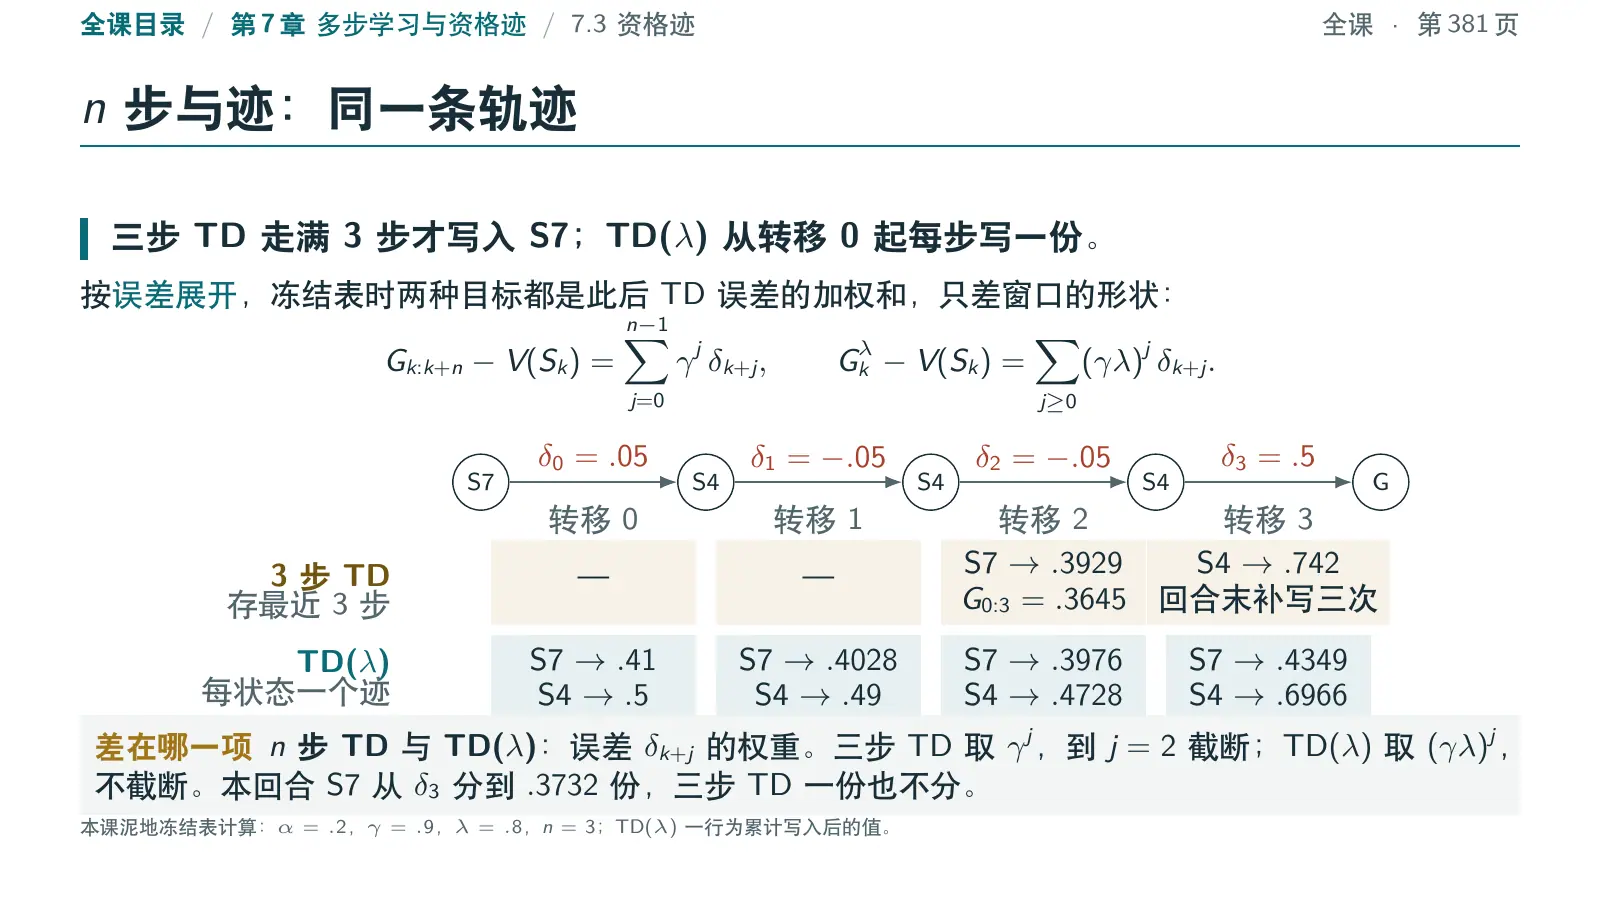 全课目录 / 第 7 章 多步学习与资格迹 / 7.3 资格迹
全课 · 第 381 页
n 步与迹：同一条轨迹
三步 TD 走满 3 步才写入 S7；TD(λ) 从转移 0 起每步写一份。
按误差展开，冻结表时两种目标都是此后 TD 误差的加权和，只差窗口的形状：
G_{k:k+n} − V(S_k) = ∑_{j=0}^{n−1} γ^j δ_{k+j}, G_k^λ − V(S_k) = ∑_{j≥0} (γλ)^j δ_{k+j}.
δ₀ = .05 δ₁ = −.05 δ₂ = −.05 δ₃ = .5
S7 S4 S4 S4 G
转移 0 转移 1 转移 2 转移 3
3 步 TD
存最近 3 步
— —
S7 → .3929
G_{0:3} = .3645
S4 → .742
回合末补写三次
TD(λ)
每状态一个迹
S7 → .41
S4 → .5
S7 → .4028
S4 → .49
S7 → .3976
S4 → .4728
S7 → .4349
S4 → .6966
差在哪一项 n 步 TD 与 TD(λ)：误差 δ_{k+j} 的权重。三步 TD 取 γ^j，到 j = 2 截断；TD(λ) 取 (γλ)^j，
不截断。本回合 S7 从 δ₃ 分到 .3732 份，三步 TD 一份也不分。
本课泥地冻结表计算：α = .2，γ = .9，λ = .8，n = 3；TD(λ) 一行为累计写入后的值。